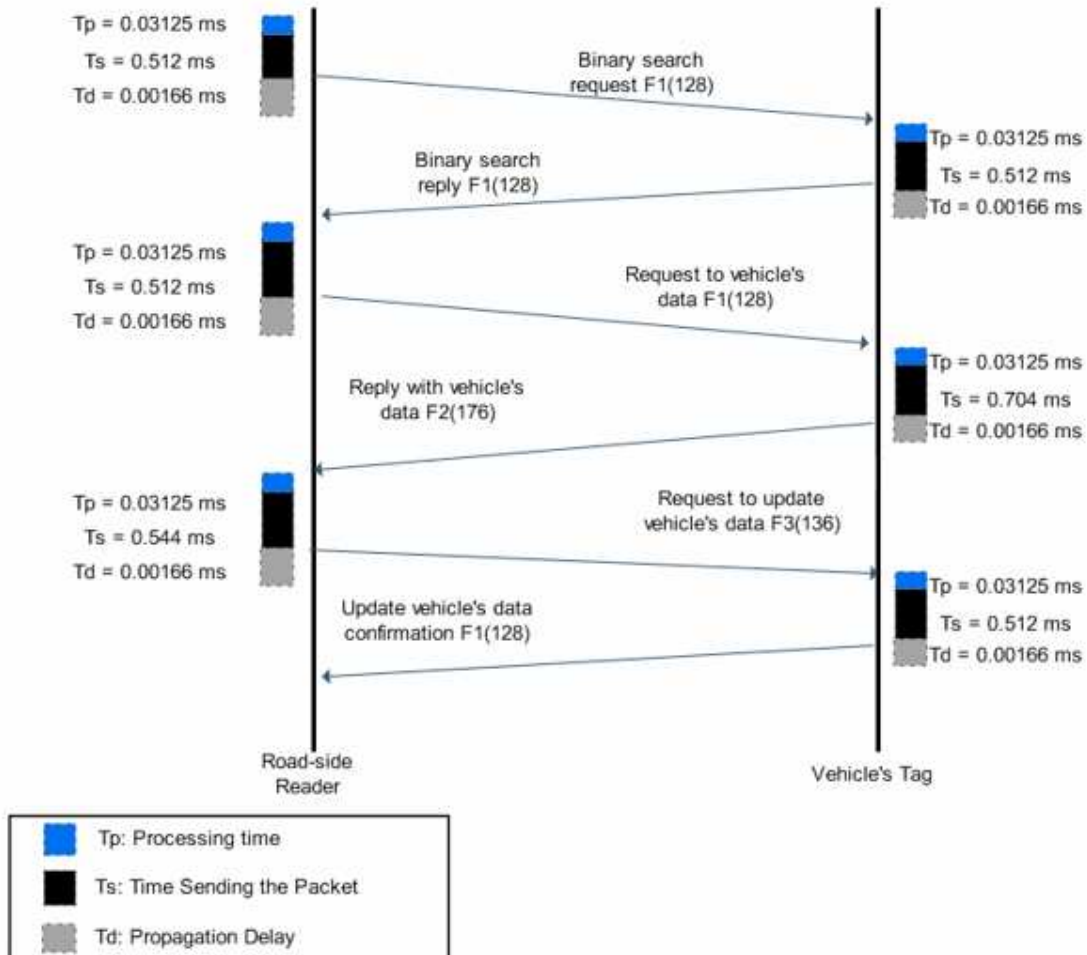 Tp = 0.03125 ms
Ts = 0.512 ms
Td = 0.00166 ms
Binary search
request F1(128)
Tp = 0.03125 ms
Ts = 0.512 ms
Td = 0.00166 ms
Binary search
reply F1(128)
Tp = 0.03125 ms
Ts = 0.512 ms
Td = 0.00166 ms
Request to vehicle's
data F1(128)
Tp = 0.03125 ms
Ts = 0.704 ms
Td = 0.00166 ms
Reply with vehicle's
data F2(176)
Tp = 0.03125 ms
Ts = 0.544 ms
Td = 0.00166 ms
Request to update
vehicle's data F3(136)
Tp = 0.03125 ms
Ts = 0.512 ms
Td = 0.00166 ms
Update vehicle's data
confirmation F1(128)
Road-side
Reader
Vehicle's Tag
Tp: Processing time
Ts: Time Sending the Packet
Td: Propagation Delay